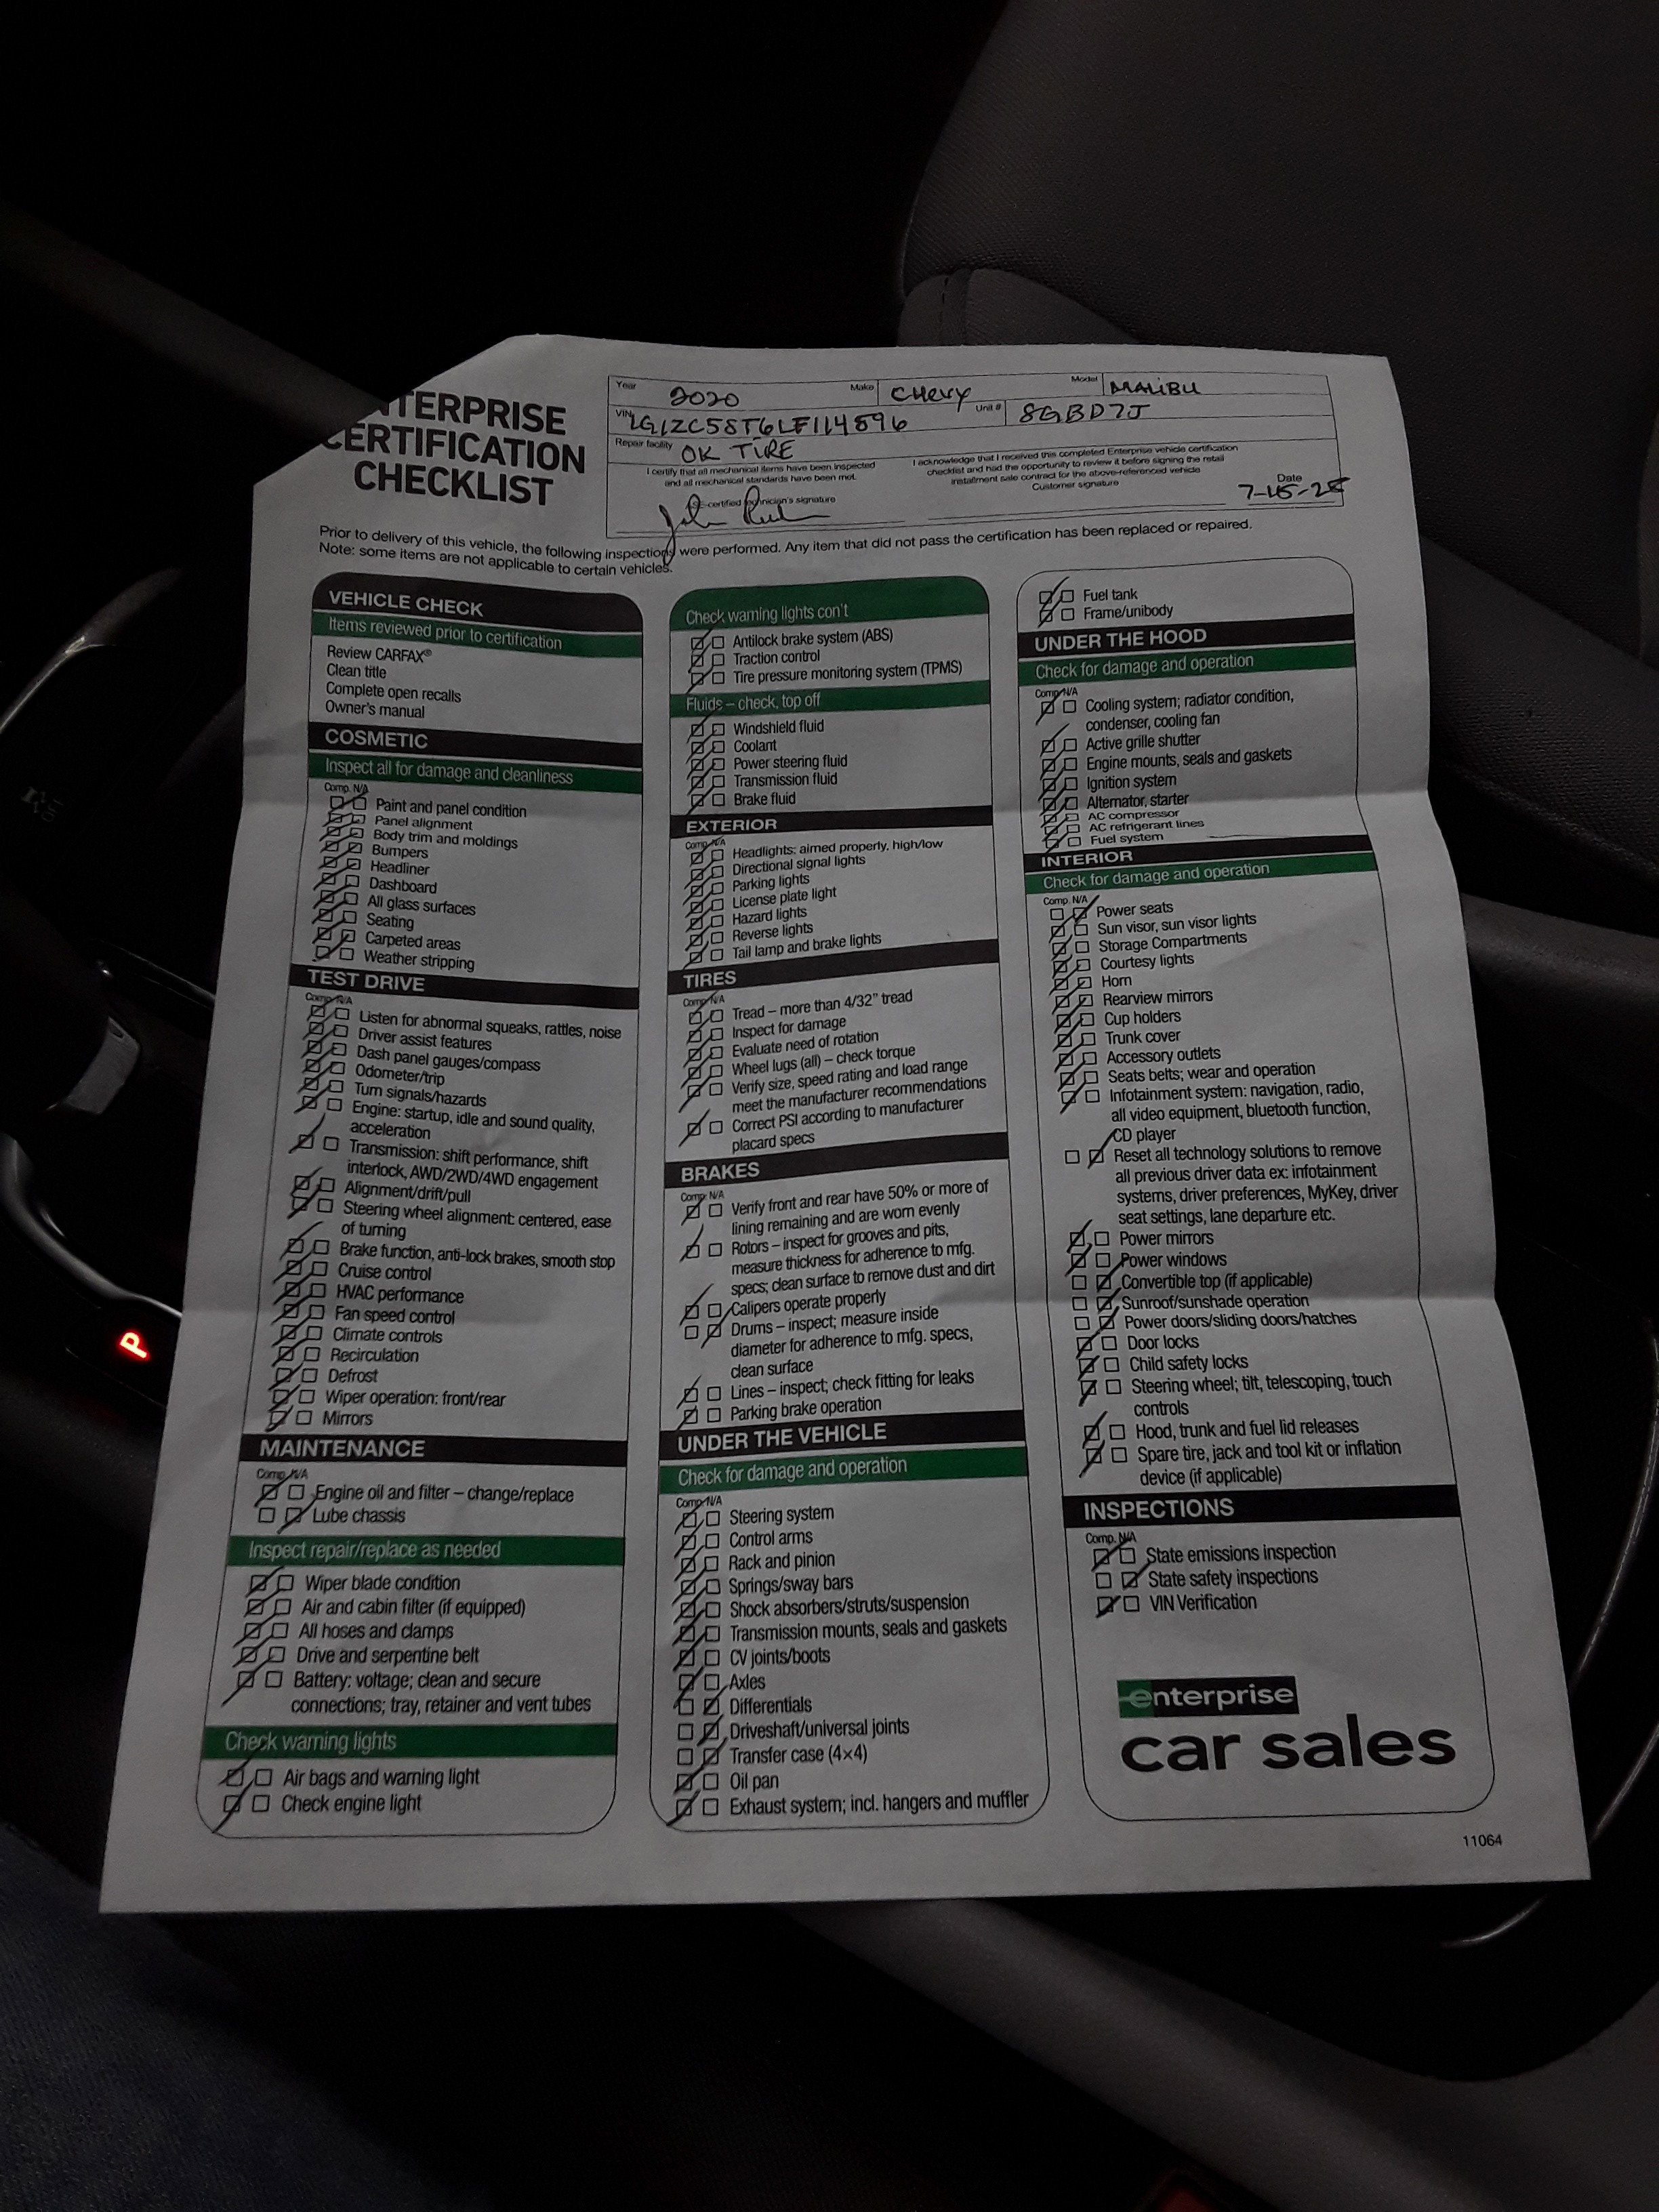 NTERPRISE
CERTIFICATION
CHECKLIST
Year 2020 Make CHEVY Model MALIBU
VIN 1G1ZC5ST6LF114896 Unit # 8GBD7J
Repair facility OK TIRE
I certify that all mechanical items have been inspected
and all mechanical standards have been met.
ASE-certified technician's signature
I acknowledge that I received this completed Enterprise vehicle certification
checklist and had the opportunity to review it before signing the retail
installment sale contract for the above-referenced vehicle
Customer signature
Date
Prior to delivery of this vehicle, the following inspections were performed. Any item that did not pass the certification has been replaced or repaired.
Note: some items are not applicable to certain vehicles.
VEHICLE CHECK
Items reviewed prior to certification
Review CARFAX®
Clean title
Complete open recalls
Owner's manual
COSMETIC
Inspect all for damage and cleanliness
Comp. N/A
Paint and panel condition
Panel alignment
Body trim and moldings
Bumpers
Headliner
Dashboard
All glass surfaces
Seating
Carpeted areas
Weather stripping
TEST DRIVE
Comp. N/A
Listen for abnormal squeaks, rattles, noise
Driver assist features
Dash panel gauges/compass
Odometer/trip
Turn signals/hazards
Engine: startup, idle and sound quality,
acceleration
Transmission: shift performance, shift
interlock, AWD/2WD/4WD engagement
Alignment/drift/pull
Steering wheel alignment: centered, ease
of turning
Brake function, anti-lock brakes, smooth stop
Cruise control
HVAC performance
Fan speed control
Climate controls
Recirculation
Defrost
Wiper operation: front/rear
Mirrors
MAINTENANCE
Comp. N/A
Engine oil and filter – change/replace
Lube chassis
Inspect repair/replace as needed
Wiper blade condition
Air and cabin filter (if equipped)
All hoses and clamps
Drive and serpentine belt
Battery: voltage; clean and secure
connections; tray, retainer and vent tubes
Check warning lights
Air bags and warning light
Check engine light
Check warning lights con't
Antilock brake system (ABS)
Traction control
Tire pressure monitoring system (TPMS)
Fluids – check, top off
Windshield fluid
Coolant
Power steering fluid
Transmission fluid
Brake fluid
EXTERIOR
Comp. N/A
Headlights: aimed properly, high/low
Directional signal lights
Parking lights
License plate light
Hazard lights
Reverse lights
Tail lamp and brake lights
TIRES
Comp. N/A
Tread – more than 4/32" tread
Inspect for damage
Evaluate need of rotation
Wheel lugs (all) – check torque
Verify size, speed rating and load range
meet the manufacturer recommendations
Correct PSI according to manufacturer
placard specs
BRAKES
Comp. N/A
Verify front and rear have 50% or more of
lining remaining and are worn evenly
Rotors – inspect for grooves and pits,
measure thickness for adherence to mfg.
specs; clean surface to remove dust and dirt
Calipers operate properly
Drums – inspect; measure inside
diameter for adherence to mfg. specs,
clean surface
Lines – inspect; check fitting for leaks
Parking brake operation
UNDER THE VEHICLE
Check for damage and operation
Comp. N/A
Steering system
Control arms
Rack and pinion
Springs/sway bars
Shock absorbers/struts/suspension
Transmission mounts, seals and gaskets
CV joints/boots
Axles
Differentials
Driveshaft/universal joints
Transfer case (4×4)
Oil pan
Exhaust system; incl. hangers and muffler
Fuel tank
Frame/unibody
UNDER THE HOOD
Check for damage and operation
Comp. N/A
Cooling system; radiator condition,
condenser, cooling fan
Active grille shutter
Engine mounts, seals and gaskets
Ignition system
Alternator, starter
AC compressor
AC refrigerant lines
Fuel system
INTERIOR
Check for damage and operation
Comp. N/A
Power seats
Sun visor, sun visor lights
Storage Compartments
Courtesy lights
Horn
Rearview mirrors
Cup holders
Trunk cover
Accessory outlets
Seats belts; wear and operation
Infotainment system: navigation, radio,
all video equipment, bluetooth function,
CD player
Reset all technology solutions to remove
all previous driver data ex: infotainment
systems, driver preferences, MyKey, driver
seat settings, lane departure etc.
Power mirrors
Power windows
Convertible top (if applicable)
Sunroof/sunshade operation
Power doors/sliding doors/hatches
Door locks
Child safety locks
Steering wheel; tilt, telescoping, touch
controls
Hood, trunk and fuel lid releases
Spare tire, jack and tool kit or inflation
device (if applicable)
INSPECTIONS
Comp. N/A
State emissions inspection
State safety inspections
VIN Verification
enterprise
car sales
11064
P